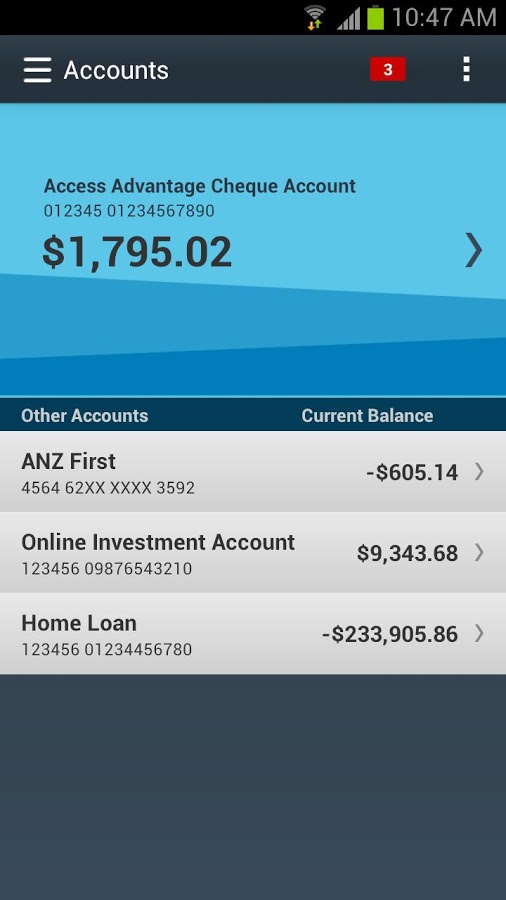 10:47 AM
Accounts
3
Access Advantage Cheque Account
012345 01234567890
$1,795.02
Other Accounts Current Balance
ANZ First
4564 62XX XXXX 3592
-$605.14
Online Investment Account
123456 09876543210
$9,343.68
Home Loan
123456 01234456780
-$233,905.86